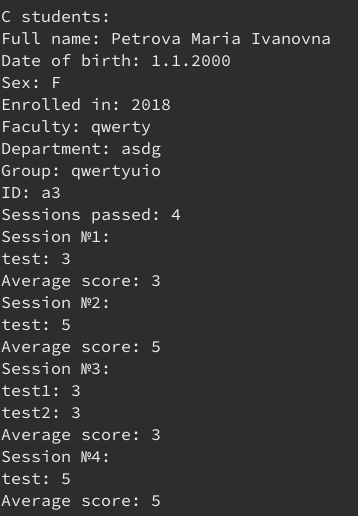 C students:
Full name: Petrova Maria Ivanovna
Date of birth: 1.1.2000
Sex: F
Enrolled in: 2018
Faculty: qwerty
Department: asdg
Group: qwertyuio
ID: a3
Sessions passed: 4
Session №1:
test: 3
Average score: 3
Session №2:
test: 5
Average score: 5
Session №3:
test1: 3
test2: 3
Average score: 3
Session №4:
test: 5
Average score: 5